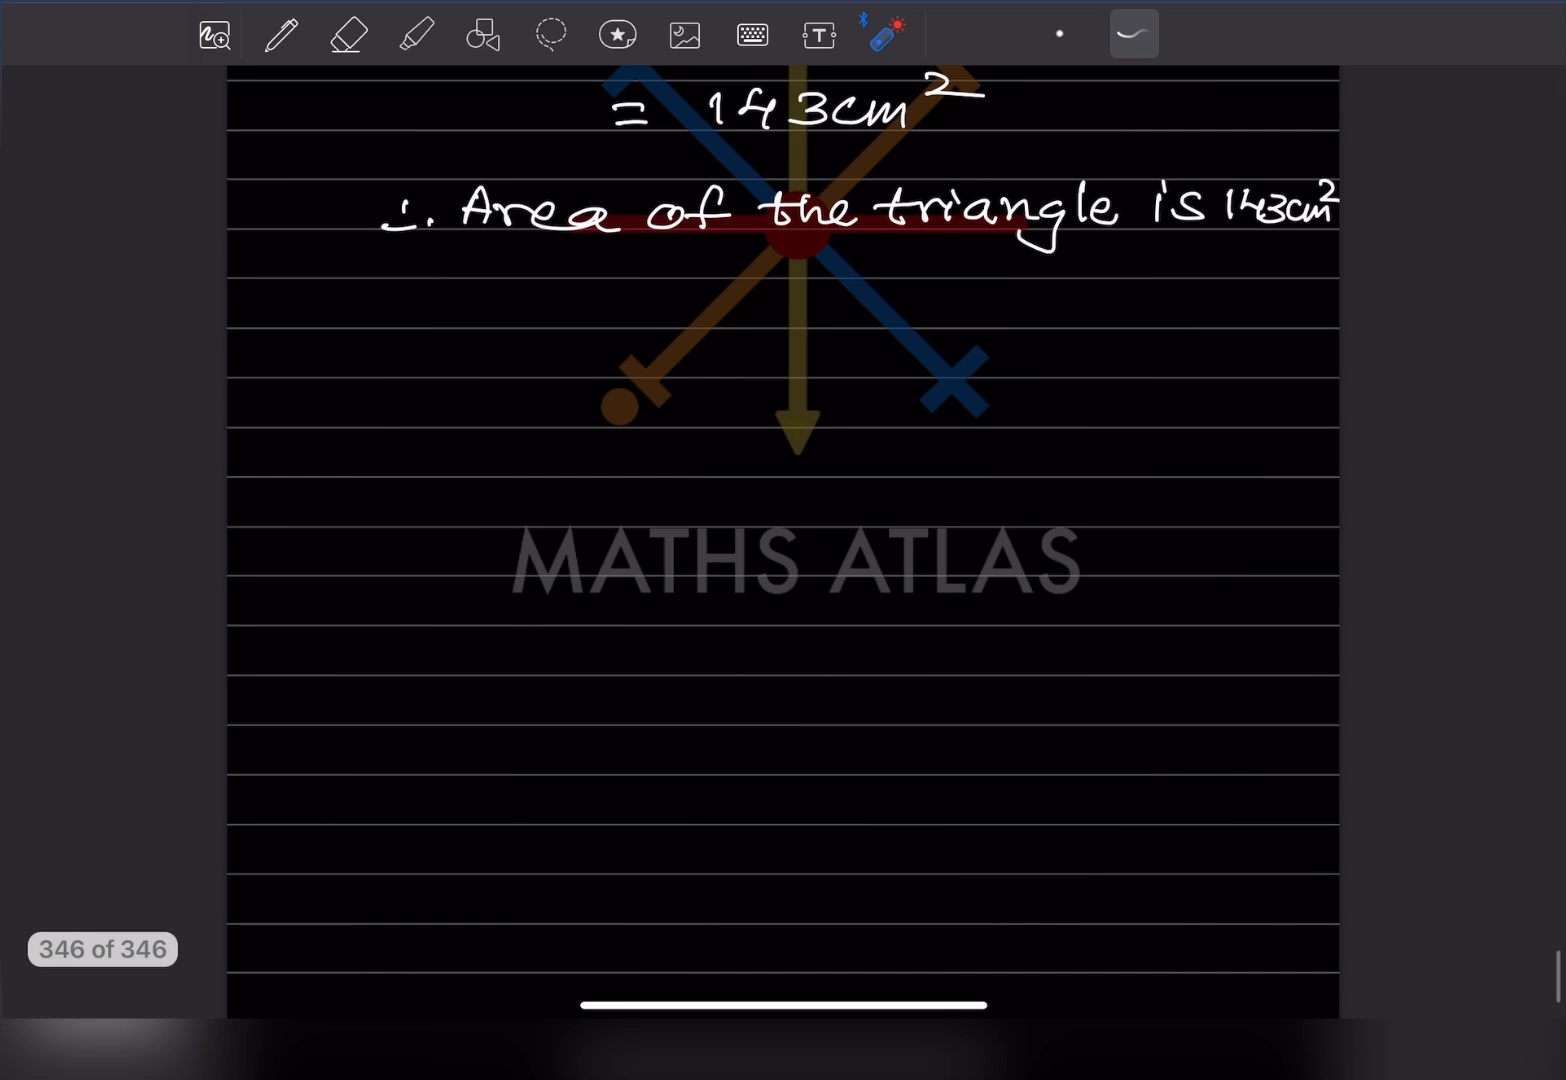 = 143cm²
∴ Area of the triangle is 143cm²
MATHS ATLAS
346 of 346